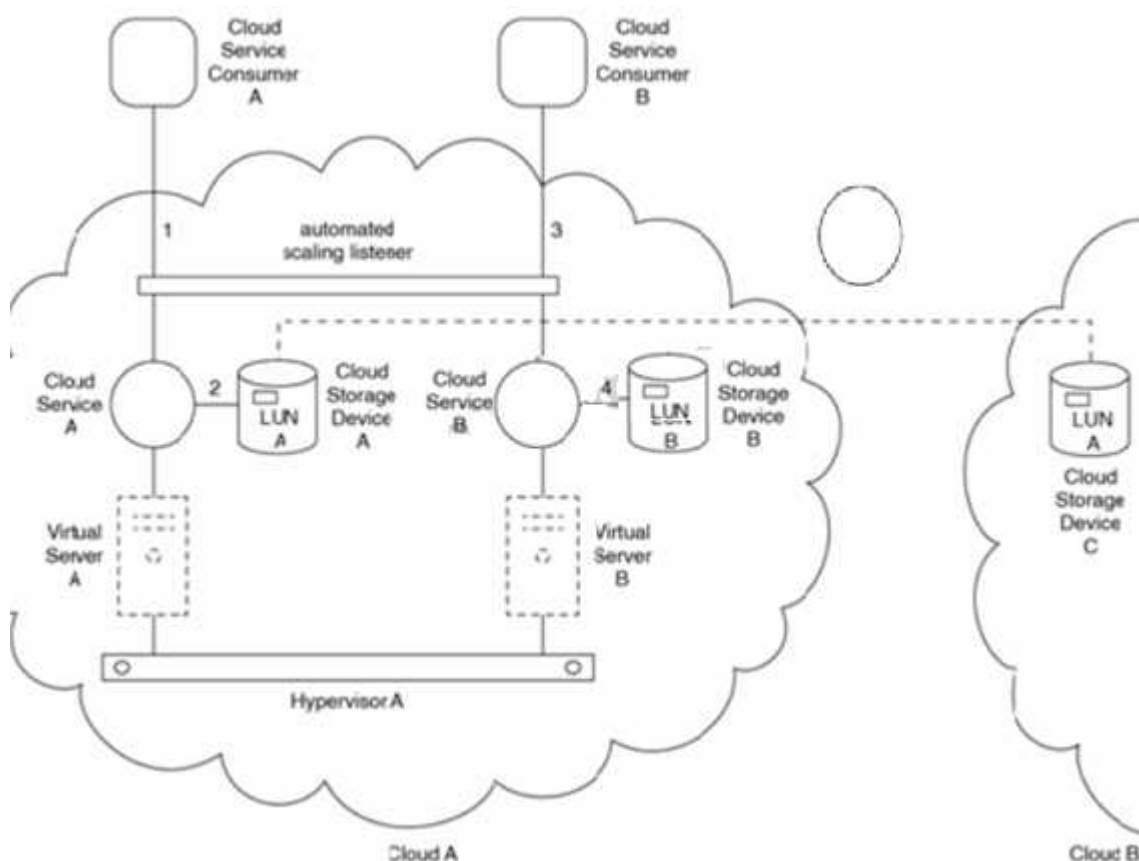 Cloud
Service
Consumer
A
Cloud
Service
Consumer
B
1
automated
scaling listener
3
Cloud
Service
A
2
LUN
A
Cloud
Storage
Device
A
Cloud
Service
B
4
LUN
B
Cloud
Storage
Device
B
LUN
A
Cloud
Storage
Device
C
Virtual
Server
A
Virtual
Server
B
Hypervisor A
Cloud A
Cloud B